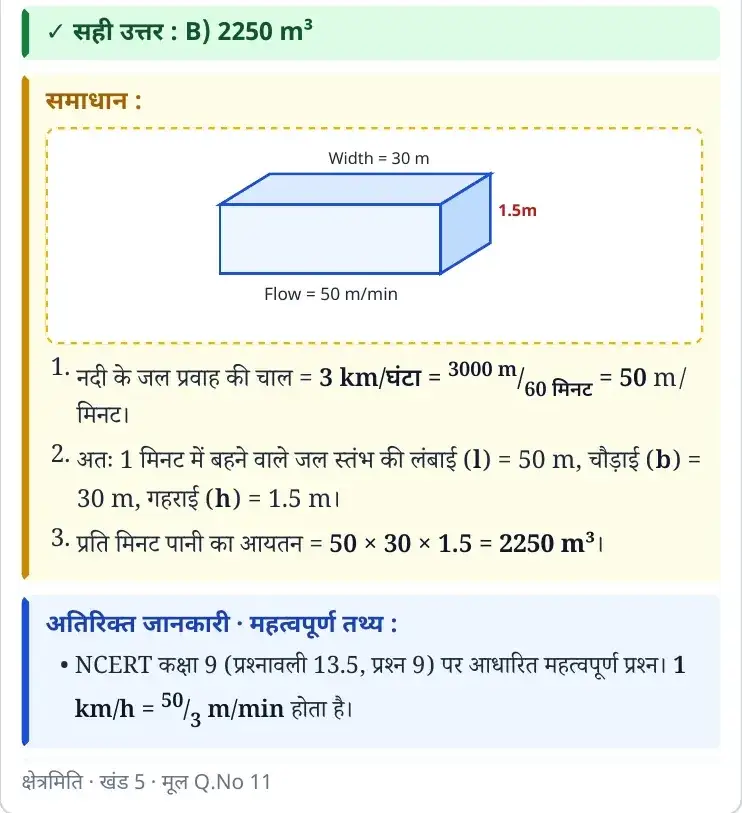 ✓ सही उत्तर : B) 2250 m³
समाधान :
Width = 30 m
1.5m
Flow = 50 m/min
1. नदी के जल प्रवाह की चाल = 3 km/घंटा = 3000 m/60 मिनट = 50 m/
मिनट।
2. अतः 1 मिनट में बहने वाले जल स्तंभ की लंबाई (l) = 50 m, चौड़ाई (b) =
30 m, गहराई (h) = 1.5 m।
3. प्रति मिनट पानी का आयतन = 50 × 30 × 1.5 = 2250 m³।
अतिरिक्त जानकारी · महत्वपूर्ण तथ्य :
• NCERT कक्षा 9 (प्रश्नावली 13.5, प्रश्न 9) पर आधारित महत्वपूर्ण प्रश्न। 1
km/h = 50/3 m/min होता है।
क्षेत्रमिति · खंड 5 · मूल Q.No 11